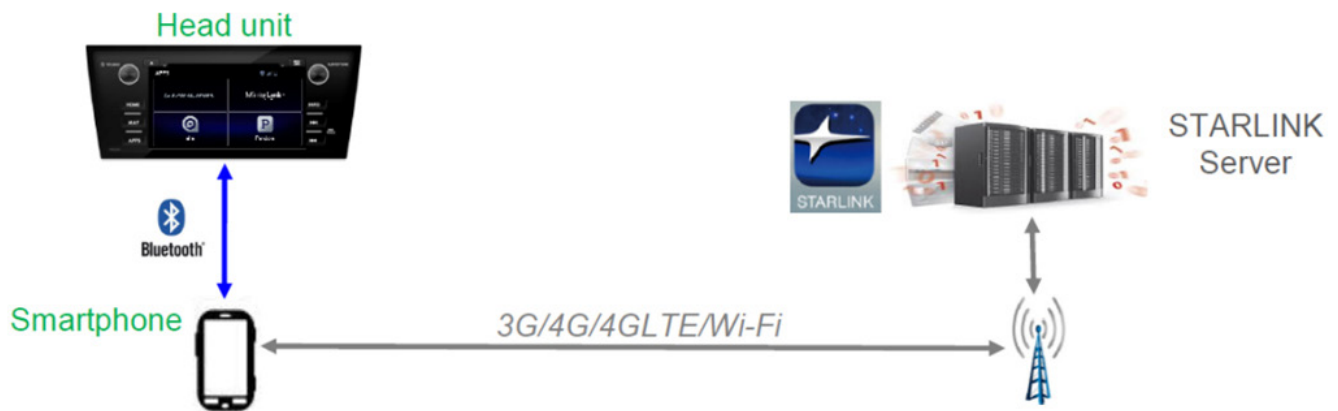 Head unit
HOME
MAP
APPS
INFO
STARLINK
STARLINK
Server
Bluetooth
Smartphone
3G/4G/4GLTE/Wi-Fi